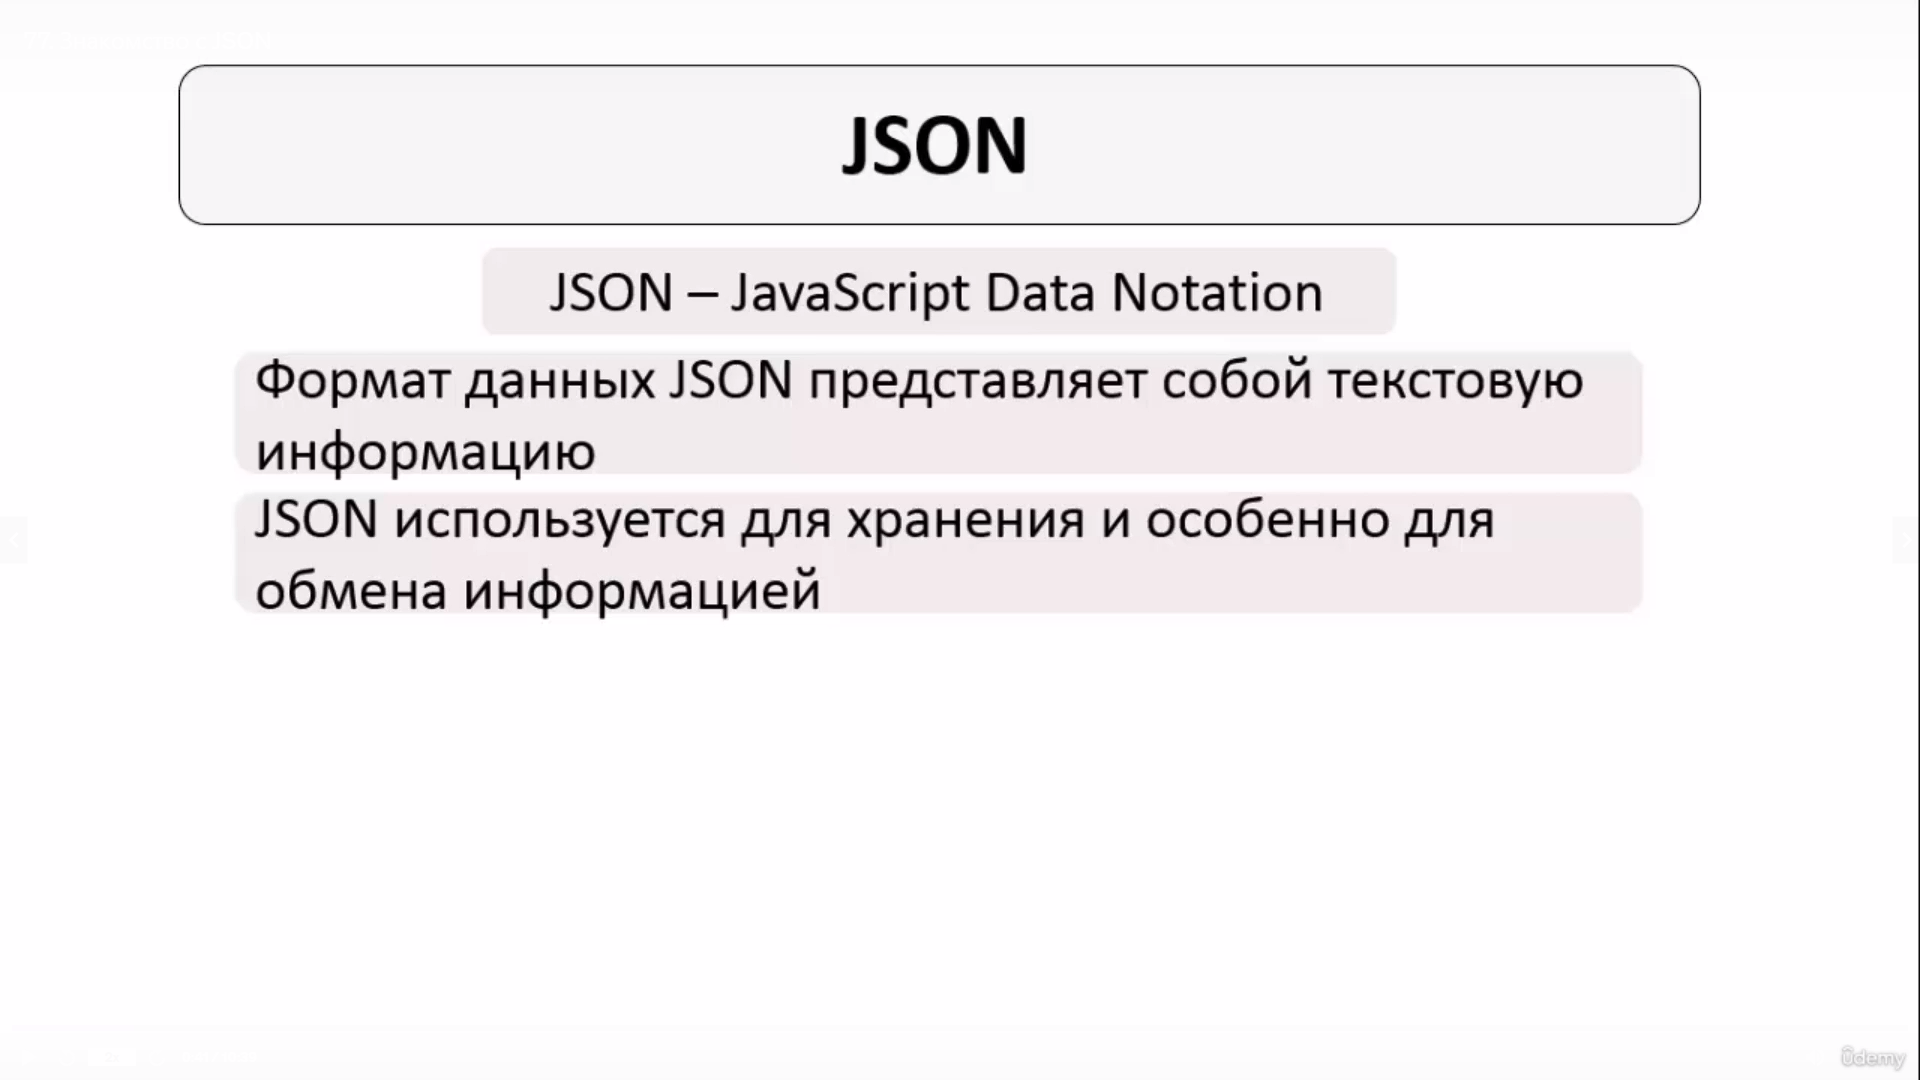 JSON
JSON – JavaScript Data Notation
Формат данных JSON представляет собой текстовую
информацию
JSON используется для хранения и особенно для
обмена информацией
ûdemy